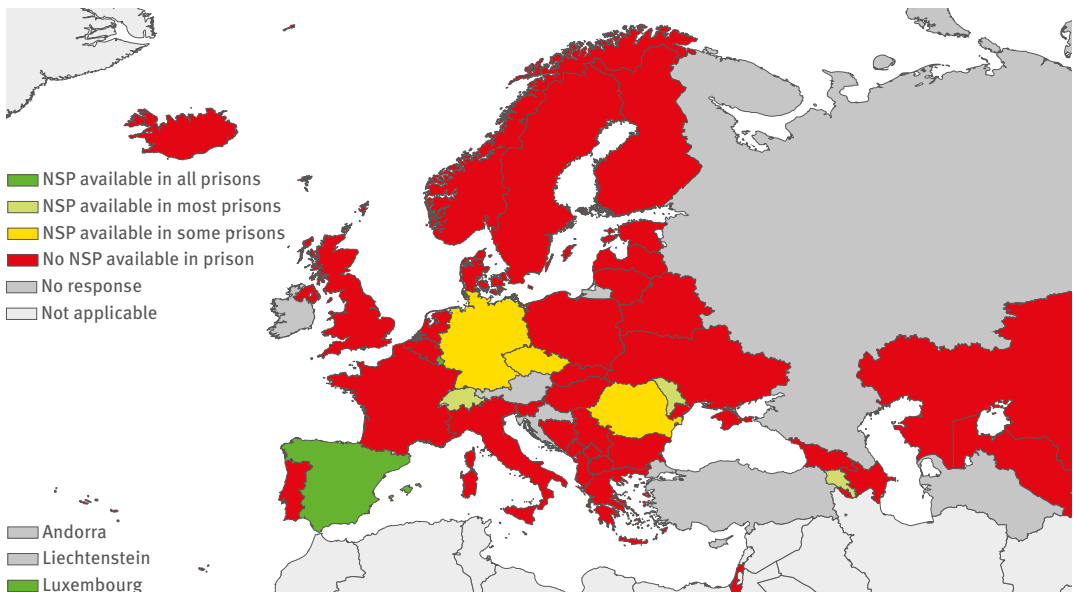 NSP available in all prisons
NSP available in most prisons
NSP available in some prisons
No NSP available in prison
No response
Not applicable
Andorra
Liechtenstein
Luxembourg